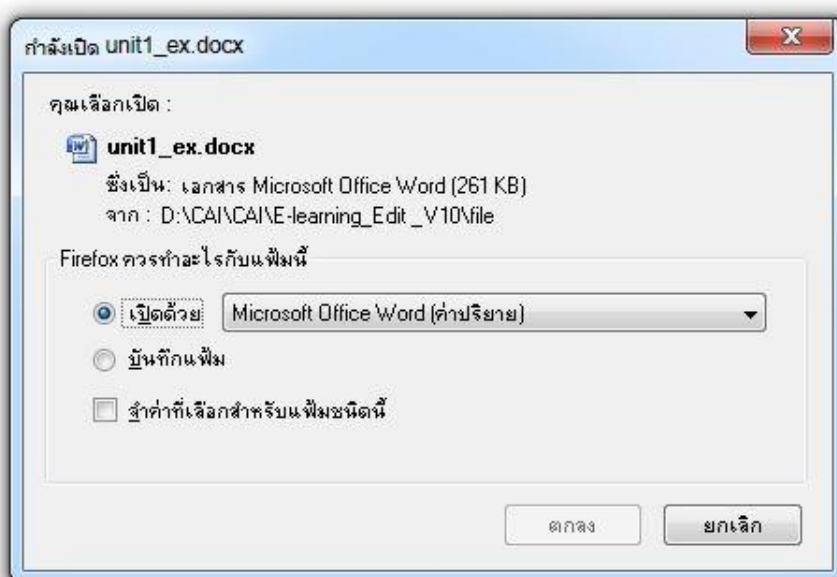 กำลังเปิด unit1_ex.docx
คุณเลือกเปิด :
unit1_ex.docx
ซึ่งเป็น: เอกสาร Microsoft Office Word (261 KB)
จาก : D:\CAI\CAI\E-learning_Edit _V10\file
Firefox ควรทำอะไรกับแฟ้มนี้
เปิดด้วย Microsoft Office Word (ค่าปริยาย)
บันทึกแฟ้ม
จำค่าที่เลือกสำหรับแฟ้มชนิดนี้
ตกลง ยกเลิก